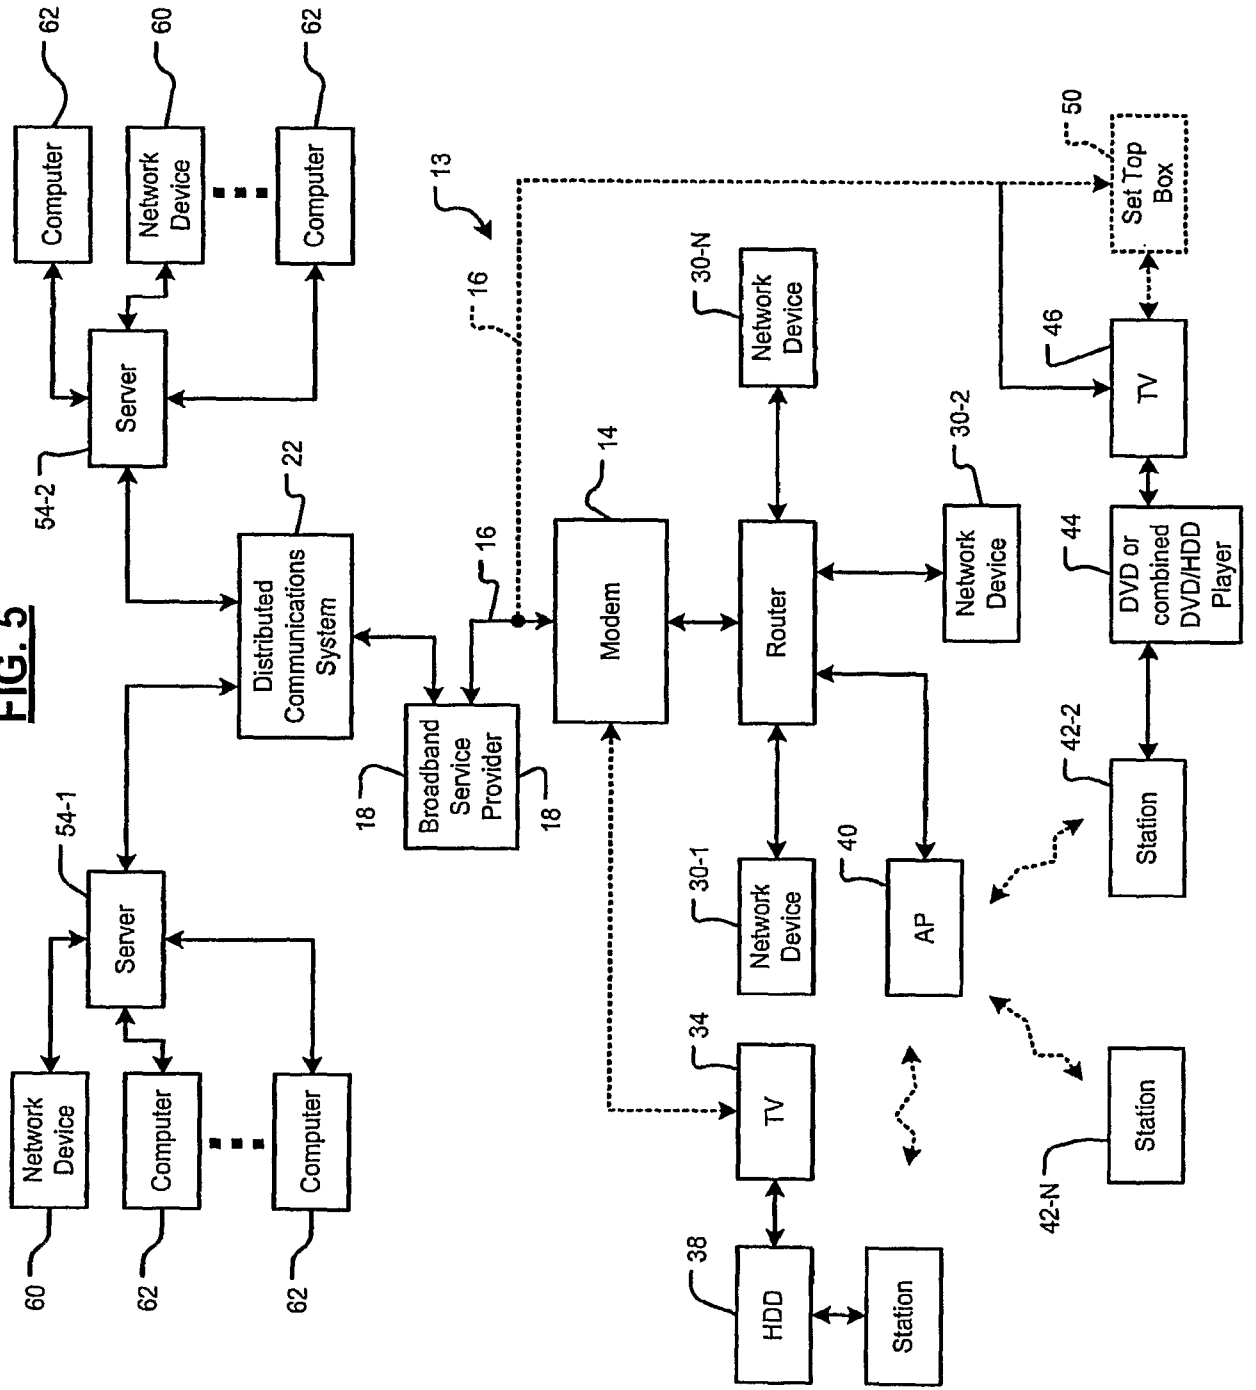 FIG. 5
60
Network
Device
62
Computer
54-2
54-1
Server
Server
62
Computer
60
Network
Device
62
Computer
62
Computer
22
Distributed
Communications
System
18
Broadband
Service
Provider
18
16
16
13
14
Modem
34
TV
38
HDD
Station
30-1
Network
Device
Router
30-N
Network
Device
40
AP
30-2
Network
Device
42-N
Station
42-2
Station
44
DVD or
combined
DVD/HDD
Player
46
TV
50
Set Top
Box